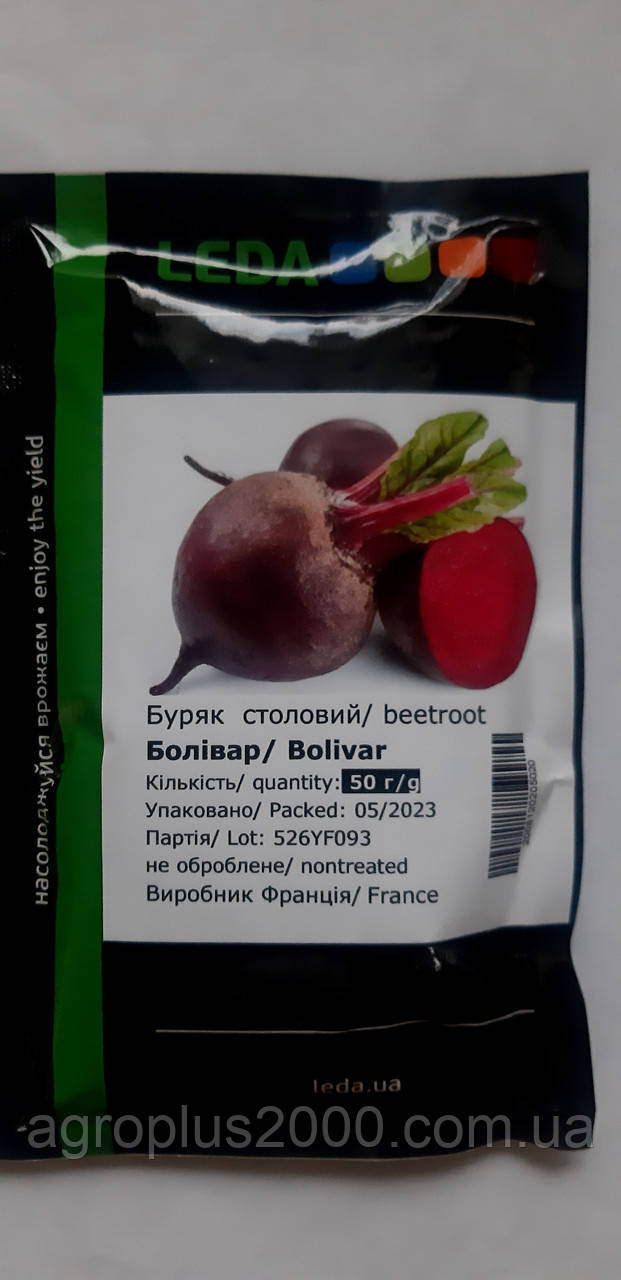 LEDA
насолоджуйся врожаєм • enjoy the yield
Буряк столовий/ beetroot
Болівар/ Bolivar
Кількість/ quantity: 50 г/g
Упаковано/ Packed: 05/2023
Партія/ Lot: 526YF093
не оброблене/ nontreated
Виробник Франція/ France
leda.ua
agroplus2000.com.ua